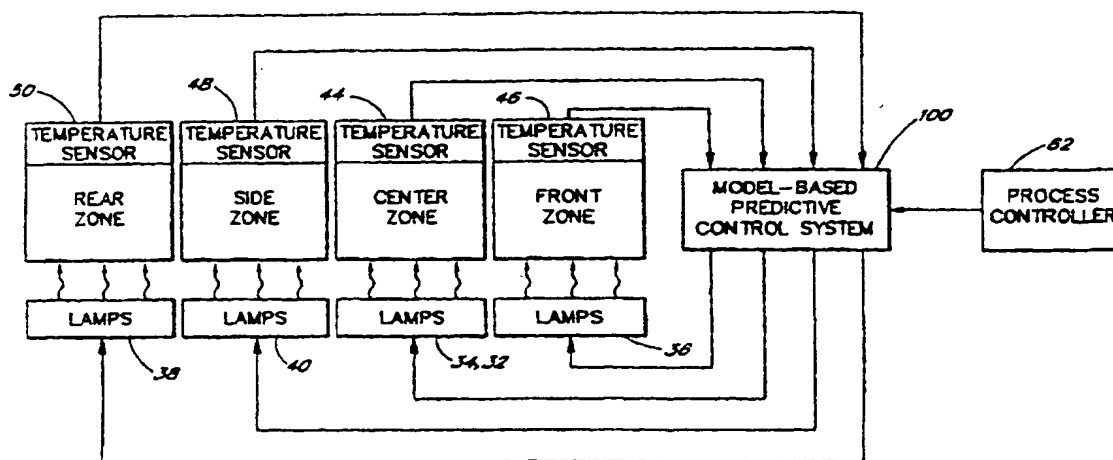 50
48
44
46
100
62
TEMPERATURE
SENSOR
REAR
ZONE
TEMPERATURE
SENSOR
SIDE
ZONE
TEMPERATURE
SENSOR
CENTER
ZONE
TEMPERATURE
SENSOR
FRONT
ZONE
MODEL-BASED
PREDICTIVE
CONTROL SYSTEM
PROCESS
CONTROLLER
LAMPS
LAMPS
LAMPS
LAMPS
38
40
34,32
36